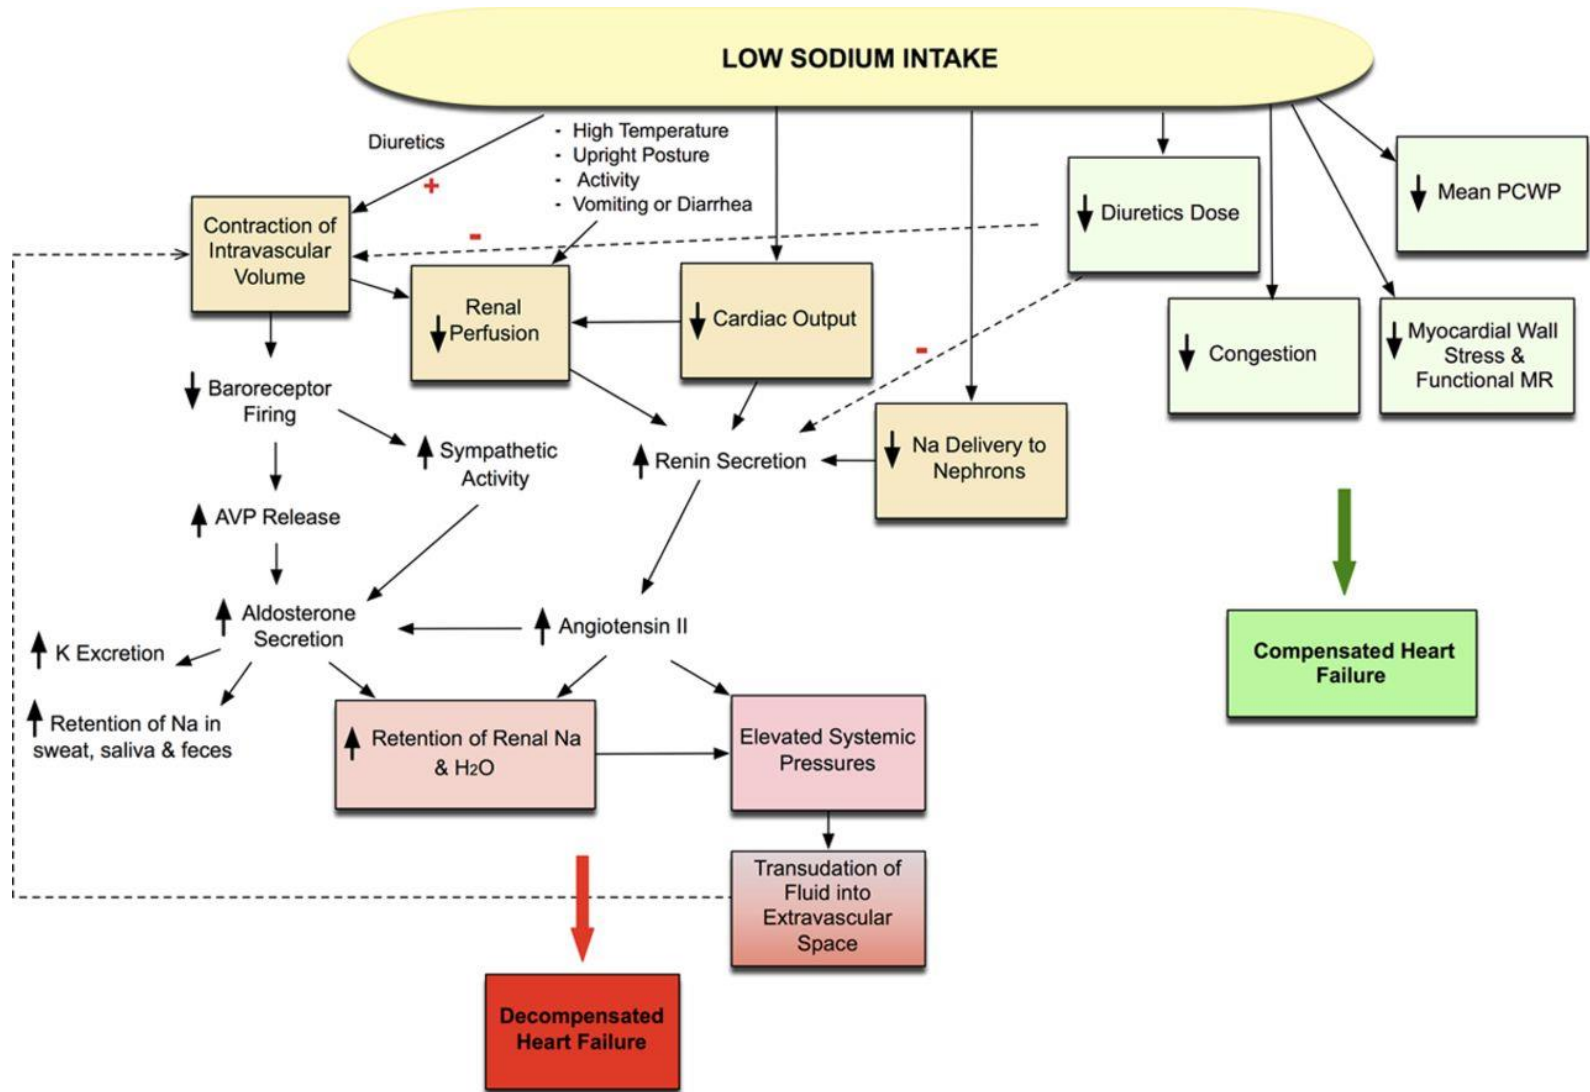 LOW SODIUM INTAKE
Diuretics
+
- High Temperature
- Upright Posture
- Activity
- Vomiting or Diarrhea
-
Contraction of
Intravascular
Volume
Renal
Perfusion
Cardiac Output
Diuretics Dose
Mean PCWP
Congestion
Myocardial Wall
Stress &
Functional MR
-
Baroreceptor
Firing
Sympathetic
Activity
Renin Secretion
Na Delivery to
Nephrons
AVP Release
Aldosterone
Secretion
Angiotensin II
K Excretion
Retention of Na in
sweat, saliva & feces
Retention of Renal Na
& H₂O
Elevated Systemic
Pressures
Transudation of
Fluid into
Extravascular
Space
Compensated Heart
Failure
Decompensated
Heart Failure